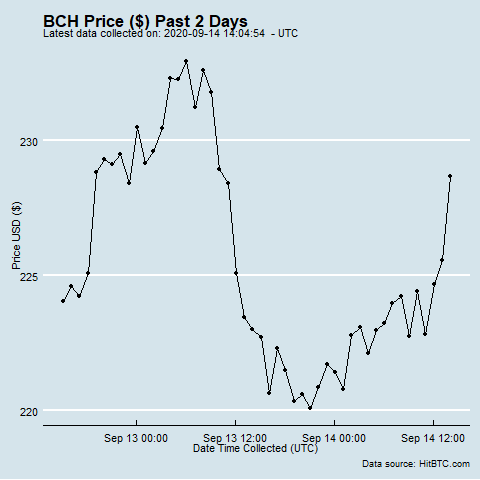 BCH Price ($) Past 2 Days
Latest data collected on: 2020-09-14 14:04:54 - UTC
230
225
220
Price USD ($)
Sep 13 00:00 Sep 13 12:00 Sep 14 00:00 Sep 14 12:00
Date Time Collected (UTC)
Data source: HitBTC.com